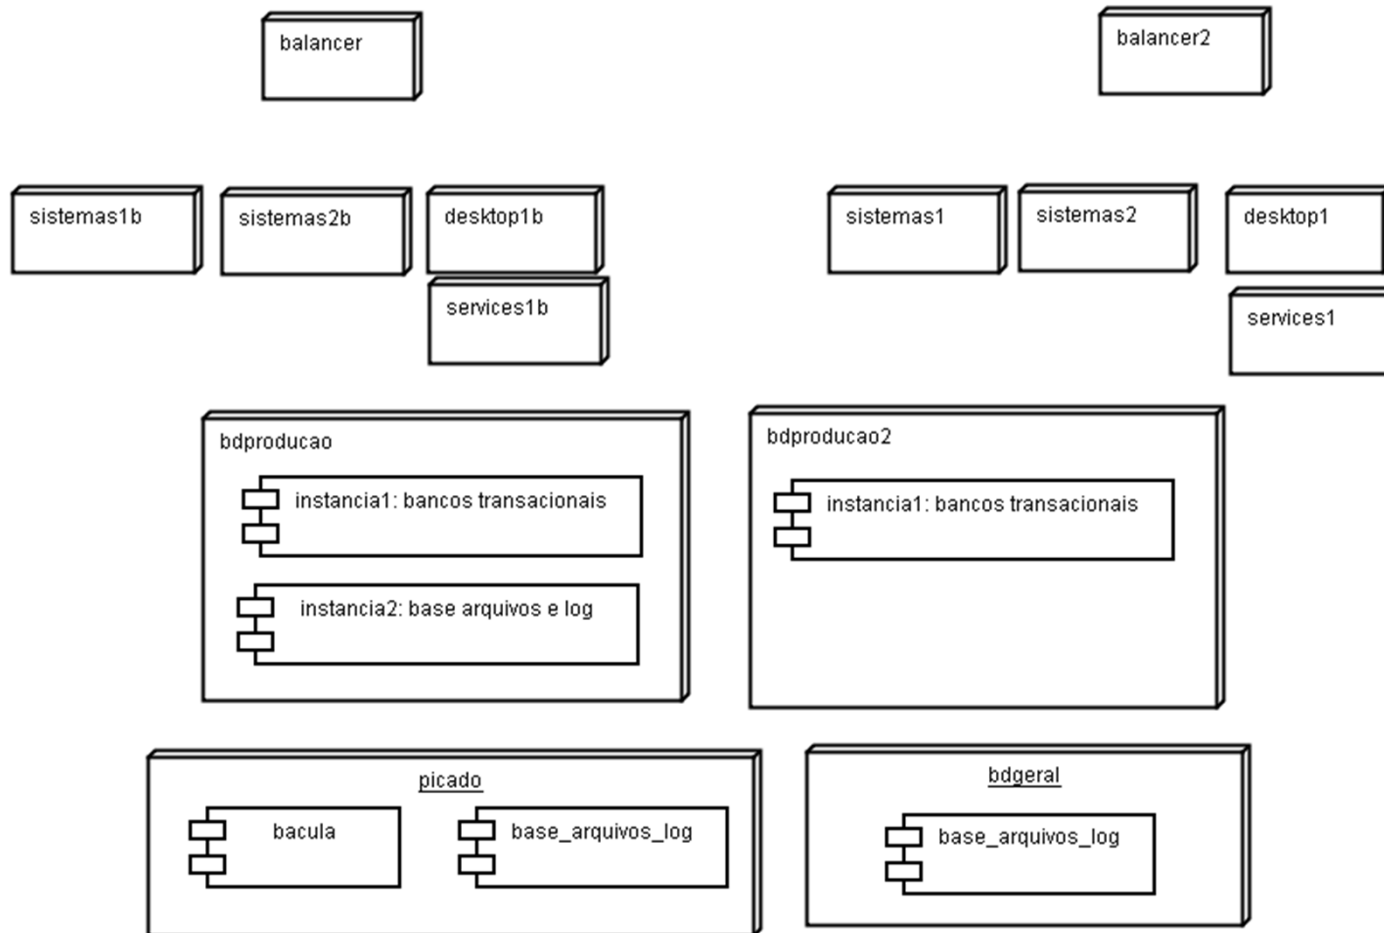 balancer
balancer2
sistemas1b
sistemas2b
desktop1b
sistemas1
sistemas2
desktop1
services1b
services1
bdproducao
instancia1: bancos transacionais
instancia2: base arquivos e log
bdproducao2
instancia1: bancos transacionais
picado
bacula
base_arquivos_log
bdgeral
base_arquivos_log